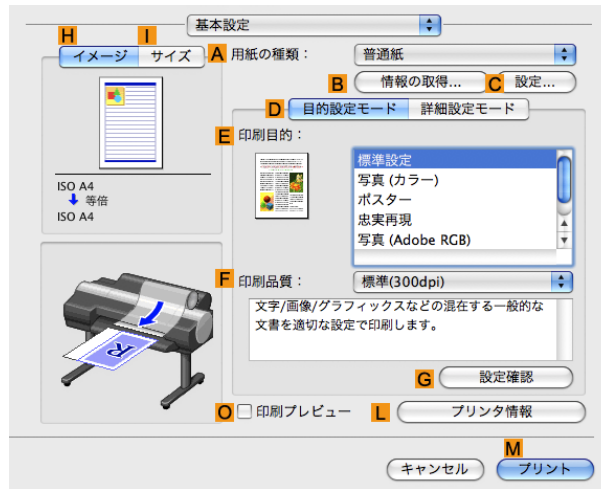 基本設定
H I
イメージ サイズ
A 用紙の種類： 普通紙
B 情報の取得... C 設定...
D 目的設定モード 詳細設定モード
E 印刷目的：
標準設定
写真 (カラー)
ポスター
忠実再現
写真 (Adobe RGB)
ISO A4
等倍
ISO A4
F 印刷品質： 標準(300dpi)
文字/画像/グラフィックスなどの混在する一般的な
文書を適切な設定で印刷します。
R
G 設定確認
O 印刷プレビュー L プリンタ情報
M
キャンセル プリント